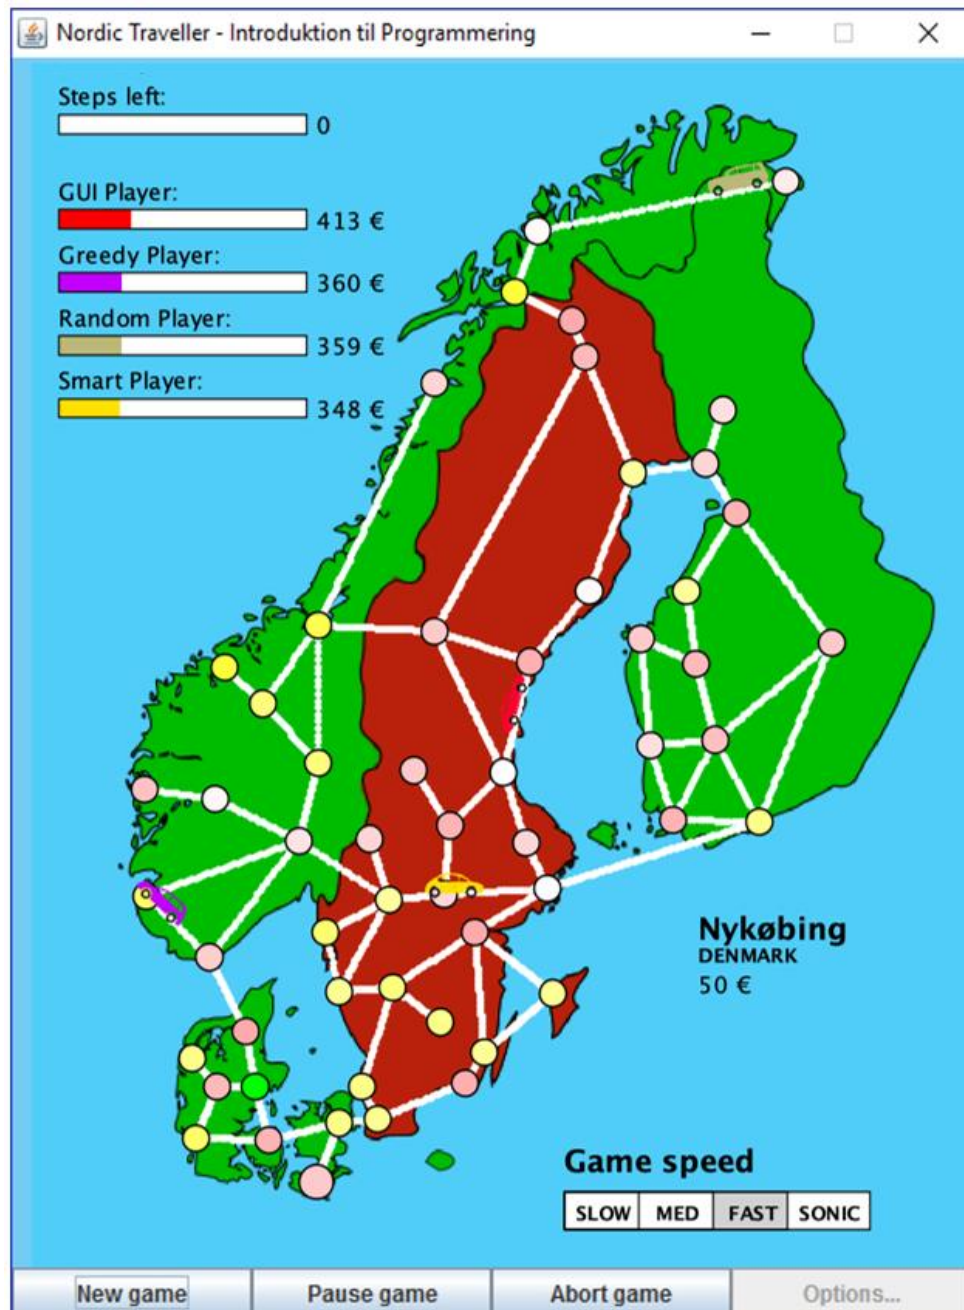 Nordic Traveller - Introduktion til Programmering
Steps left:
0
GUI Player:
413 €
Greedy Player:
360 €
Random Player:
359 €
Smart Player:
348 €
Nykøbing
DENMARK
50 €
Game speed
SLOW MED FAST SONIC
New game Pause game Abort game Options...